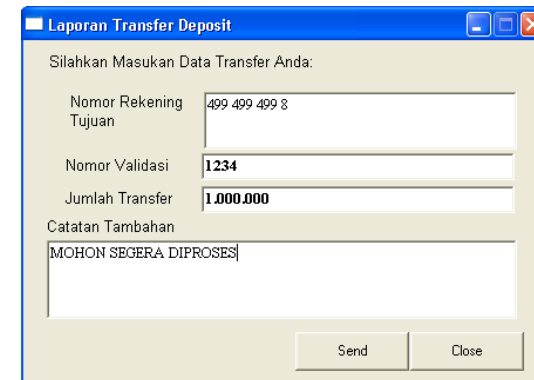 Laporan Transfer Deposit
Silahkan Masukan Data Transfer Anda:
Nomor Rekening
Tujuan
499 499 499 8
Nomor Validasi
1234
Jumlah Transfer
1.000.000
Catatan Tambahan
MOHON SEGERA DIPROSES
Send
Close